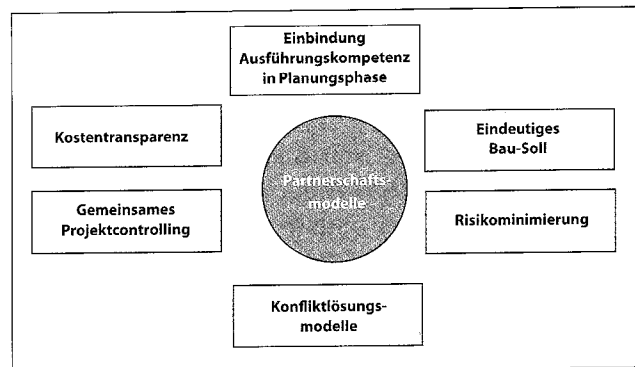 Einbindung
Ausführungskompetenz
in Planungsphase
Kostentransparenz
Eindeutiges
Bau-Soll
Partnerschafts-
modelle
Gemeinsames
Projektcontrolling
Risikominimierung
Konfliktlösungs-
modelle